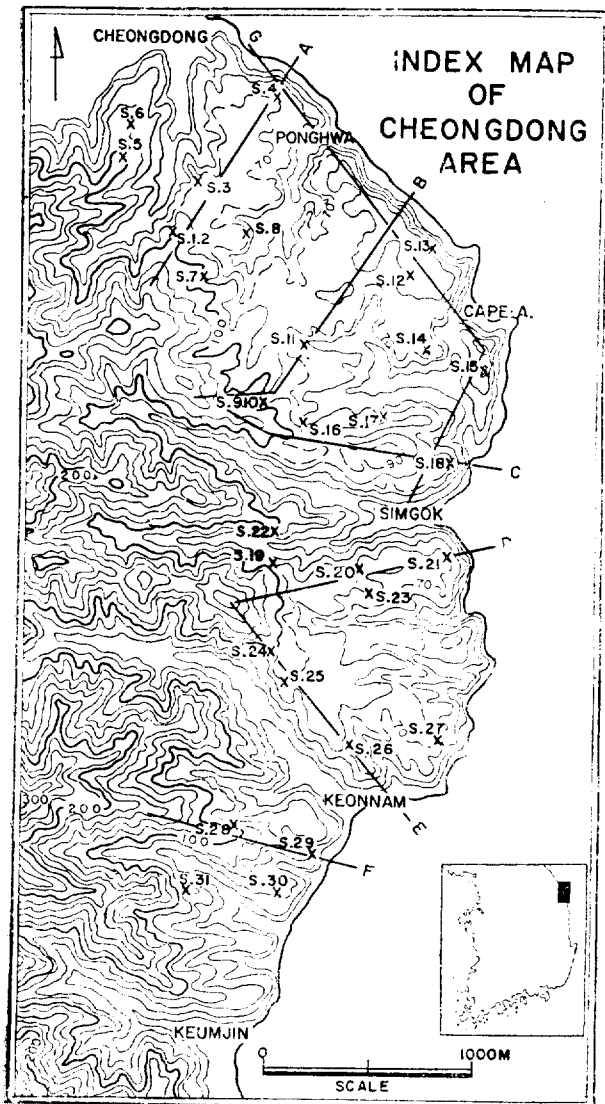 CHEONGDONG
G
A
INDEX MAP
OF
CHEONGDONG
AREA
S.4
S.6
S.5
PONGHWA
70
S.3
70
B
S.1.2
S.8
S.13
S.7
S.12
CAPE A.
S.11
S.14
S.15
S.9.10
S.16
S.17
90
S.18
C
200
SIMGOK
S.22
S.19
S.20
S.21
70
S.23
S.24
S.25
S.26
S.27
KEONNAM
300
200
S.28
100
E
S.29
F
S.31
S.30
KEUMJIN
0
1000M
SCALE